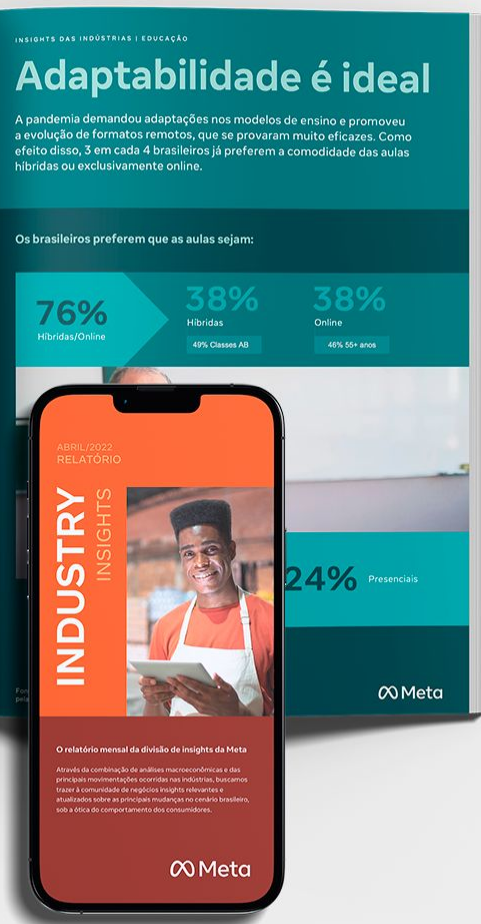 INSIGHTS DAS INDÚSTRIAS | EDUCAÇÃO
Adaptabilidade é ideal
A pandemia demandou adaptações nos modelos de ensino e promoveu
a evolução de formatos remotos, que se provaram muito eficazes. Como
efeito disso, 3 em cada 4 brasileiros já preferem a comodidade das aulas
híbridas ou exclusivamente online.
Os brasileiros preferem que as aulas sejam:
76%
Híbridas/Online
38%
Híbridas
49% Classes AB
38%
Online
46% 55+ anos
24% Presenciais
Meta
ABRIL/2022
RELATÓRIO
INDUSTRY
INSIGHTS
O relatório mensal da divisão de insights da Meta
Através da combinação de análises macroeconômicas e das
principais movimentações ocorridas nas indústrias, buscamos
trazer à comunidade de negócios insights relevantes e
atualizados sobre as principais mudanças no cenário brasileiro,
sob a ótica do comportamento dos consumidores.
Meta